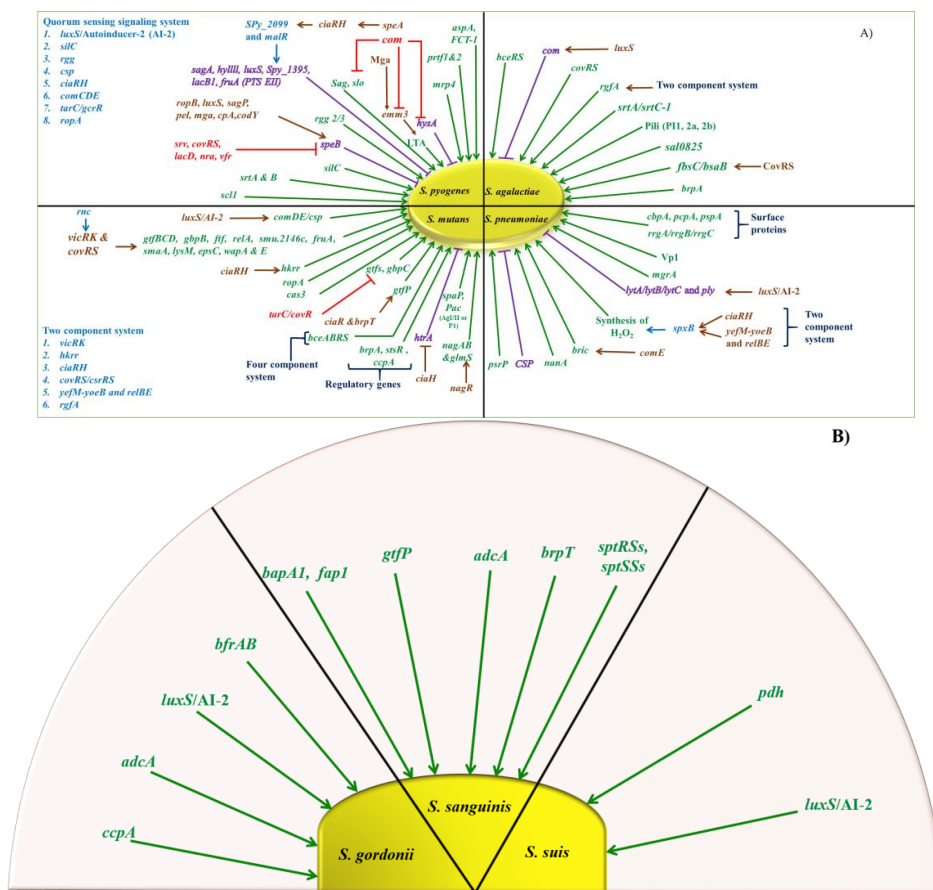 A)
Quorum sensing signaling system
1. luxS/Autoinducer-2 (AI-2)
2. silC
3. rgg
4. csp
5. ciaRH
6. comCDE
7. tarC/gcrR
8. ropA
SPy_2099
and malR
ciaRH
speA
sagA, hyllII, luxS, Spy_1395,
lacB1, fruA (PTS EII)
com
Mga
Sag, slo
emm3
hysA
LTA
ropB, luxS, sagP,
pel, mga, cpA,codY
rgg 2/3
speB
srv, covRS,
lacD, nra, vfr
silC
srtA & B
scl1
aspA,
FCT-1
prtf1&2
mrp4
bceRS
com
luxS
covRS
rgfA
Two component system
srtA/srtC-1
Pili (PI1, 2a, 2b)
sal0825
fbsC/bsaB
CovRS
brpA
S. pyogenes
S. agalactiae
S. mutans
S. pneumoniae
rnc
vicRK &
covRS
luxS/AI-2
comDE/csp
gtfBCD, gbpB, ftf, relA, smu.2146c, fruA,
smaA, lysM, epsC, wapA & E
ciaRH
hkrr
ropA
cas3
gtfs, gbpC
tarC/covR
gtfP
ciaR &brpT
bceABRS
Four component
system
brpA, stsR ,
ccpA
Regulatory genes
htrA
ciaH
spaP,
Pac
(AgI/II or
P1)
nagAB
&glmS
nagR
Two component system
1. vicRK
2. hkrr
3. ciaRH
4. covRS/csrRS
5. yefM-yoeB and relBE
6. rgfA
cbpA, pcpA, pspA
rrgA/rrgB/rrgC
Surface
proteins
Vp1
mgrA
lytA/lytB/lytC and ply
luxS/AI-2
Synthesis of
H2O2
spxB
ciaRH
yefM-yoeB
and relBE
Two
component
system
psrP
CSP
nanA
bric
comE
B)
bapA1, fap1
gtfP
adcA
brpT
sptRSs,
sptSSs
bfrAB
luxS/AI-2
adcA
ccpA
pdh
luxS/AI-2
S. gordonii
S. sanguinis
S. suis